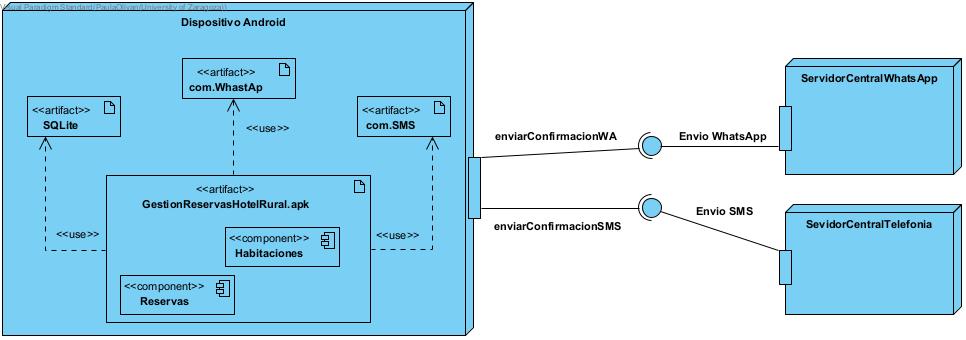 Visual Paradigm Standard(PaulaOlivan(University of Zaragoza))
Dispositivo Android
<<artifact>>
com.WhastAp
<<artifact>>
SQLite
<<artifact>>
com.SMS
<<use>>
<<artifact>>
GestionReservasHotelRural.apk
<<use>>
<<use>>
<<component>>
Habitaciones
<<component>>
Reservas
enviarConfirmacionWA
Envio WhatsApp
ServidorCentralWhatsApp
enviarConfirmacionSMS
Envio SMS
SevidorCentralTelefonia